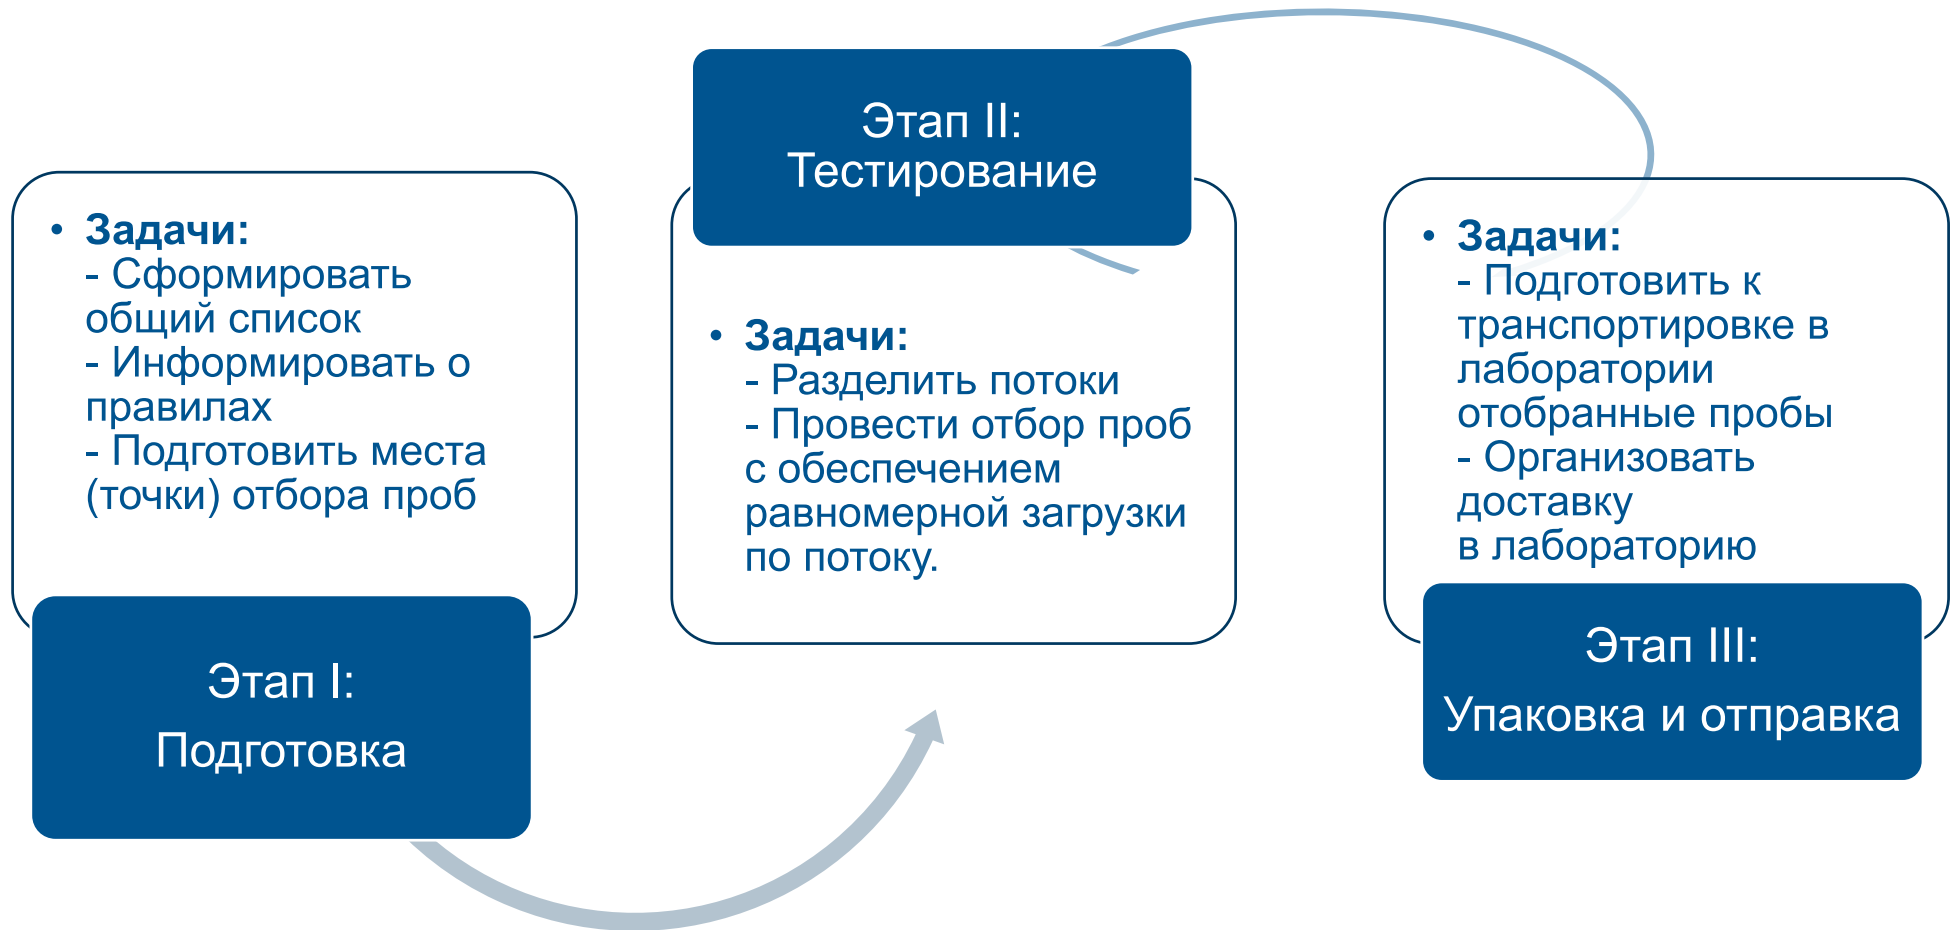 • Задачи:
- Сформировать
общий список
- Информировать о
правилах
- Подготовить места
(точки) отбора проб
Этап I:
Подготовка
Этап II:
Тестирование
• Задачи:
- Разделить потоки
- Провести отбор проб
с обеспечением
равномерной загрузки
по потоку.
• Задачи:
- Подготовить к
транспортировке в
лаборатории
отобранные пробы
- Организовать
доставку
в лабораторию
Этап III:
Упаковка и отправка